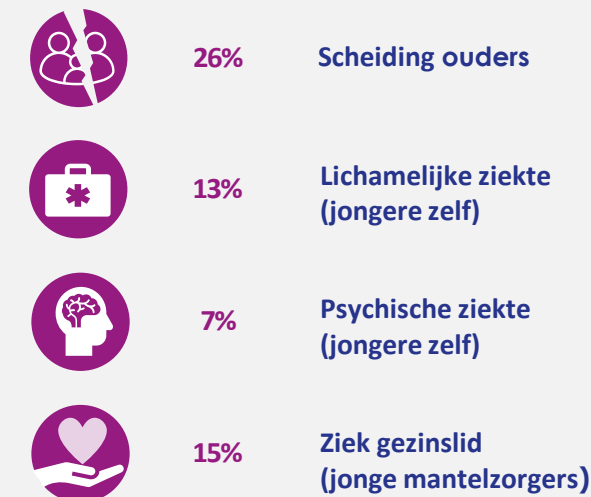 26% Scheiding ouders
13% Lichamelijke ziekte
(jongere zelf)
7% Psychische ziekte
(jongere zelf)
15% Ziek gezinslid
(jonge mantelzorgers)